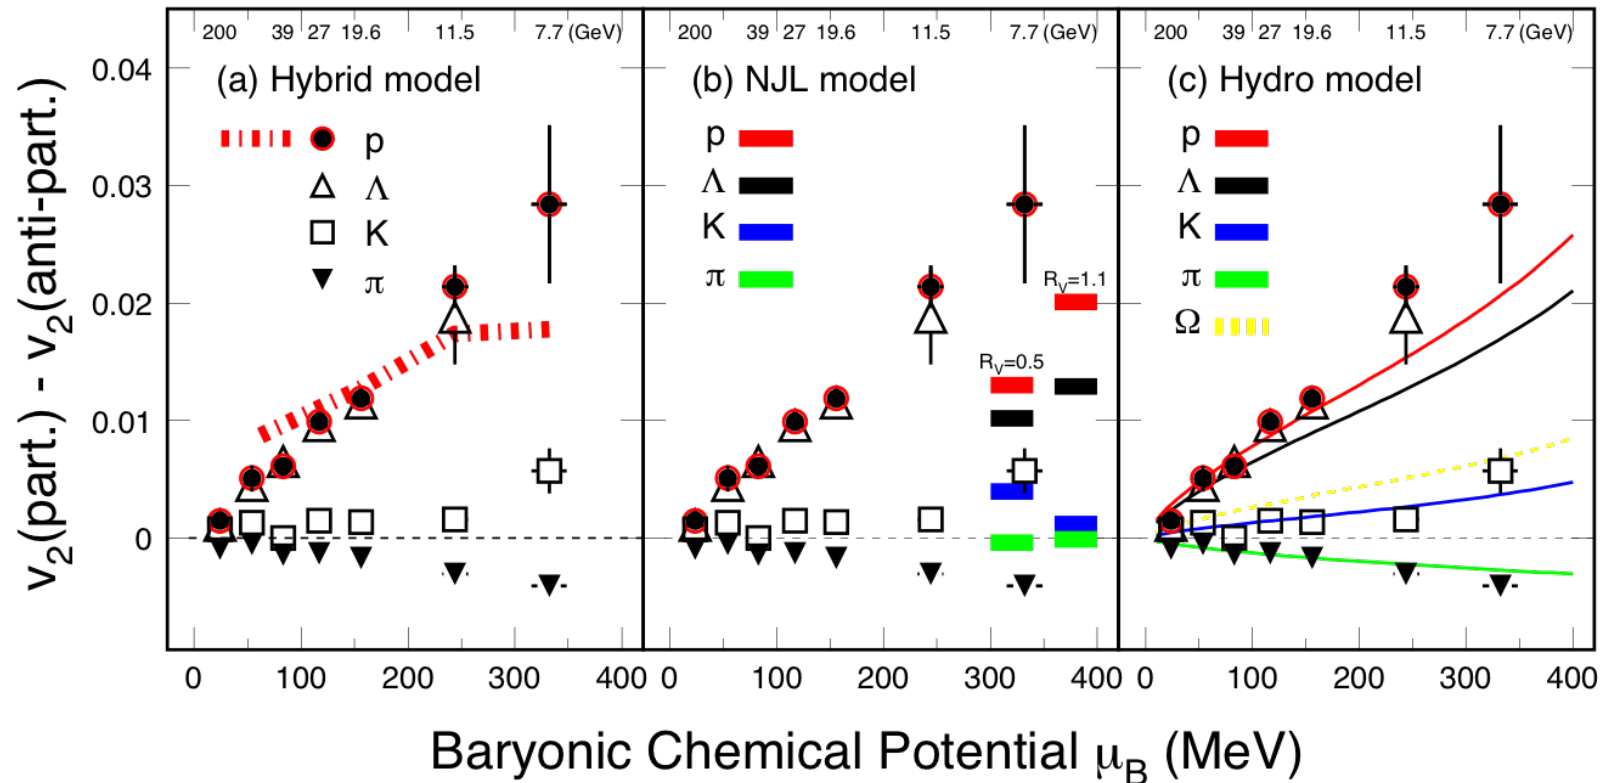 200 39 27 19.6 11.5 7.7 (GeV)
200 39 27 19.6 11.5 7.7 (GeV)
200 39 27 19.6 11.5 7.7 (GeV)
v₂(part.) - v₂(anti-part.)
0.04
0.03
0.02
0.01
0
(a) Hybrid model
p
Λ
K
π
(b) NJL model
p
Λ
K
π
R_V=1.1
R_V=0.5
(c) Hydro model
p
Λ
K
π
Ω
0 100 200 300 400
0 100 200 300 400
0 100 200 300 400
Baryonic Chemical Potential μ_B (MeV)